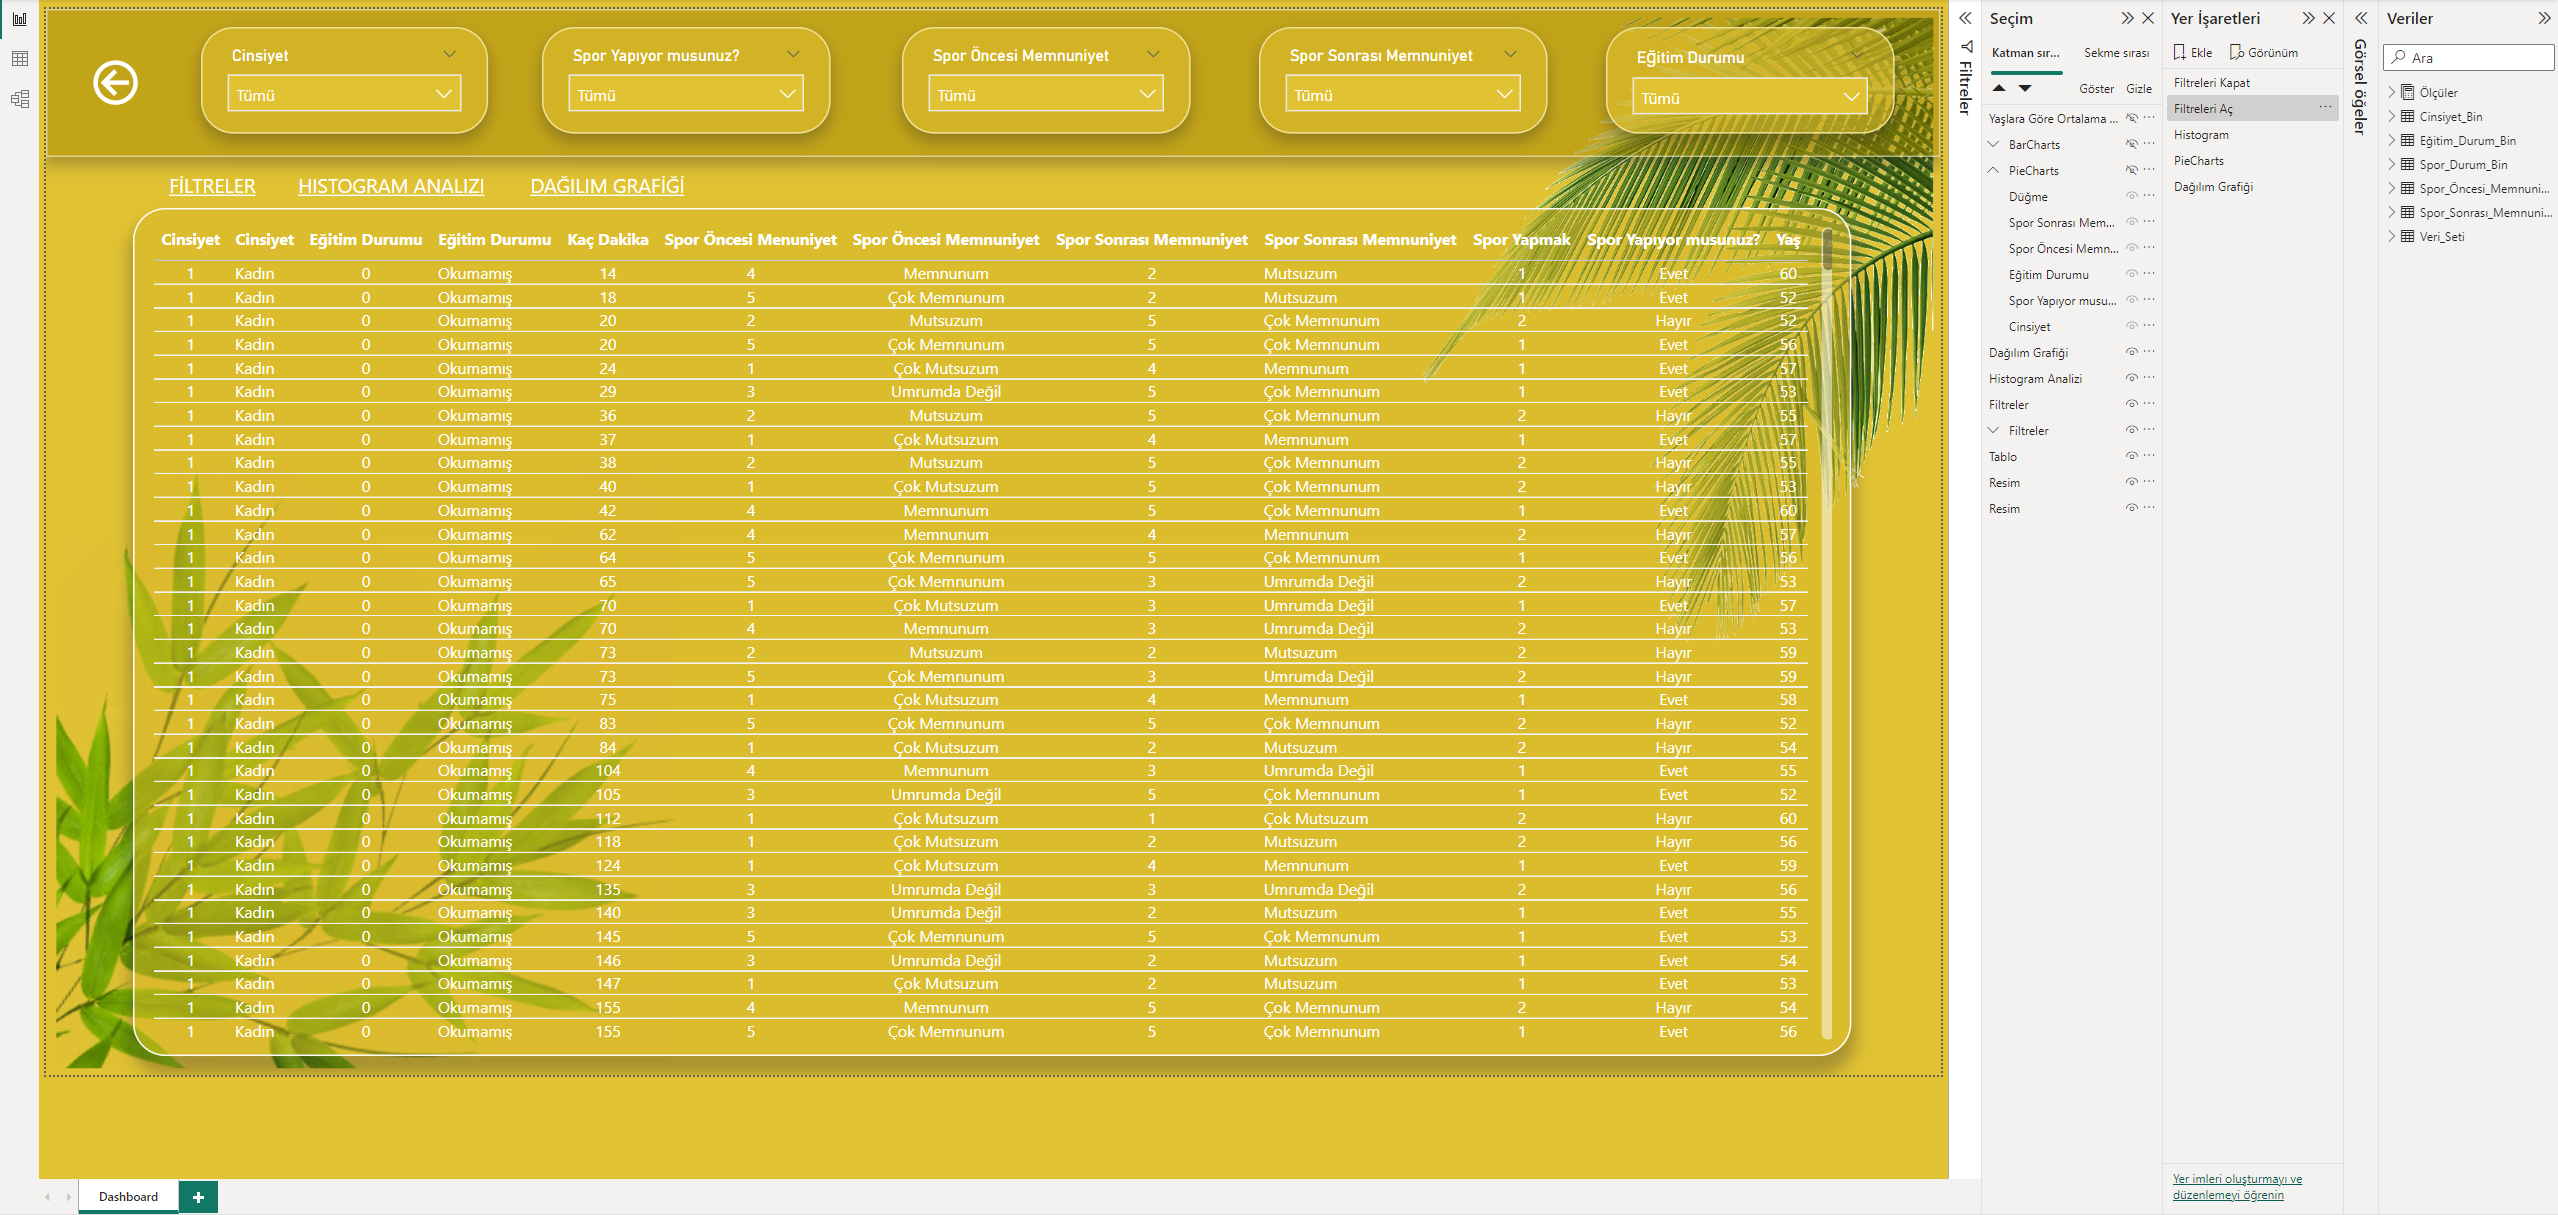 Cinsiyet
Tümü
Spor Yapıyor musunuz?
Tümü
Spor Öncesi Memnuniyet
Tümü
Spor Sonrası Memnuniyet
Tümü
Eğitim Durumu
Tümü
FİLTRELER HISTOGRAM ANALIZI DAĞILIM GRAFİĞİ
Cinsiyet Cinsiyet Eğitim Durumu Eğitim Durumu Kaç Dakika Spor Öncesi Menuniyet Spor Öncesi Memnuniyet Spor Sonrası Memnuniyet Spor Sonrası Memnuniyet Spor Yapmak Spor Yapıyor musunuz? Yaş
1 Kadın 0 Okumamış 14 4 Memnunum 2 Mutsuzum 1 Evet 60
1 Kadın 0 Okumamış 18 5 Çok Memnunum 2 Mutsuzum 1 Evet 52
1 Kadın 0 Okumamış 20 2 Mutsuzum 5 Çok Memnunum 2 Hayır 52
1 Kadın 0 Okumamış 20 5 Çok Memnunum 5 Çok Memnunum 1 Evet 56
1 Kadın 0 Okumamış 24 1 Çok Mutsuzum 4 Memnunum 1 Evet 57
1 Kadın 0 Okumamış 29 3 Umrumda Değil 5 Çok Memnunum 1 Evet 53
1 Kadın 0 Okumamış 36 2 Mutsuzum 5 Çok Memnunum 2 Hayır 55
1 Kadın 0 Okumamış 37 1 Çok Mutsuzum 4 Memnunum 1 Evet 57
1 Kadın 0 Okumamış 38 2 Mutsuzum 5 Çok Memnunum 2 Hayır 55
1 Kadın 0 Okumamış 40 1 Çok Mutsuzum 5 Çok Memnunum 2 Hayır 53
1 Kadın 0 Okumamış 42 4 Memnunum 5 Çok Memnunum 1 Evet 60
1 Kadın 0 Okumamış 62 4 Memnunum 4 Memnunum 2 Hayır 57
1 Kadın 0 Okumamış 64 5 Çok Memnunum 5 Çok Memnunum 1 Evet 56
1 Kadın 0 Okumamış 65 5 Çok Memnunum 3 Umrumda Değil 2 Hayır 53
1 Kadın 0 Okumamış 70 1 Çok Mutsuzum 3 Umrumda Değil 1 Evet 57
1 Kadın 0 Okumamış 70 4 Memnunum 3 Umrumda Değil 2 Hayır 53
1 Kadın 0 Okumamış 73 2 Mutsuzum 2 Mutsuzum 2 Hayır 59
1 Kadın 0 Okumamış 73 5 Çok Memnunum 3 Umrumda Değil 2 Hayır 59
1 Kadın 0 Okumamış 75 1 Çok Mutsuzum 4 Memnunum 1 Evet 58
1 Kadın 0 Okumamış 83 5 Çok Memnunum 5 Çok Memnunum 2 Hayır 52
1 Kadın 0 Okumamış 84 1 Çok Mutsuzum 2 Mutsuzum 2 Hayır 54
1 Kadın 0 Okumamış 104 4 Memnunum 3 Umrumda Değil 1 Evet 55
1 Kadın 0 Okumamış 105 3 Umrumda Değil 5 Çok Memnunum 1 Evet 52
1 Kadın 0 Okumamış 112 1 Çok Mutsuzum 1 Çok Mutsuzum 2 Hayır 60
1 Kadın 0 Okumamış 118 1 Çok Mutsuzum 2 Mutsuzum 2 Hayır 56
1 Kadın 0 Okumamış 124 1 Çok Mutsuzum 4 Memnunum 1 Evet 59
1 Kadın 0 Okumamış 135 3 Umrumda Değil 3 Umrumda Değil 2 Hayır 56
1 Kadın 0 Okumamış 140 3 Umrumda Değil 2 Mutsuzum 1 Evet 55
1 Kadın 0 Okumamış 145 5 Çok Memnunum 5 Çok Memnunum 1 Evet 53
1 Kadın 0 Okumamış 146 3 Umrumda Değil 2 Mutsuzum 1 Evet 54
1 Kadın 0 Okumamış 147 1 Çok Mutsuzum 2 Mutsuzum 1 Evet 53
1 Kadın 0 Okumamış 155 4 Memnunum 5 Çok Memnunum 2 Hayır 54
1 Kadın 0 Okumamış 155 5 Çok Memnunum 5 Çok Memnunum 1 Evet 56
Dashboard
Filtreler
Seçim
Katman sır... Sekme sırası
Göster Gizle
Yaşlara Göre Ortalama ...
BarCharts
PieCharts
Düğme
Spor Sonrası Mem...
Spor Öncesi Memn...
Eğitim Durumu
Spor Yapıyor musu...
Cinsiyet
Dağılım Grafiği
Histogram Analizi
Filtreler
Filtreler
Tablo
Resim
Resim
Yer İşaretleri
Ekle Görünüm
Filtreleri Kapat
Filtreleri Aç
Histogram
PieCharts
Dağılım Grafiği
Yer imleri oluşturmayı ve
düzenlemeyi öğrenin
Görsel öğeler
Veriler
Ara
Ölçüler
Cinsiyet_Bin
Eğitim_Durum_Bin
Spor_Durum_Bin
Spor_Öncesi_Memnuni...
Spor_Sonrası_Memnuni...
Veri_Seti